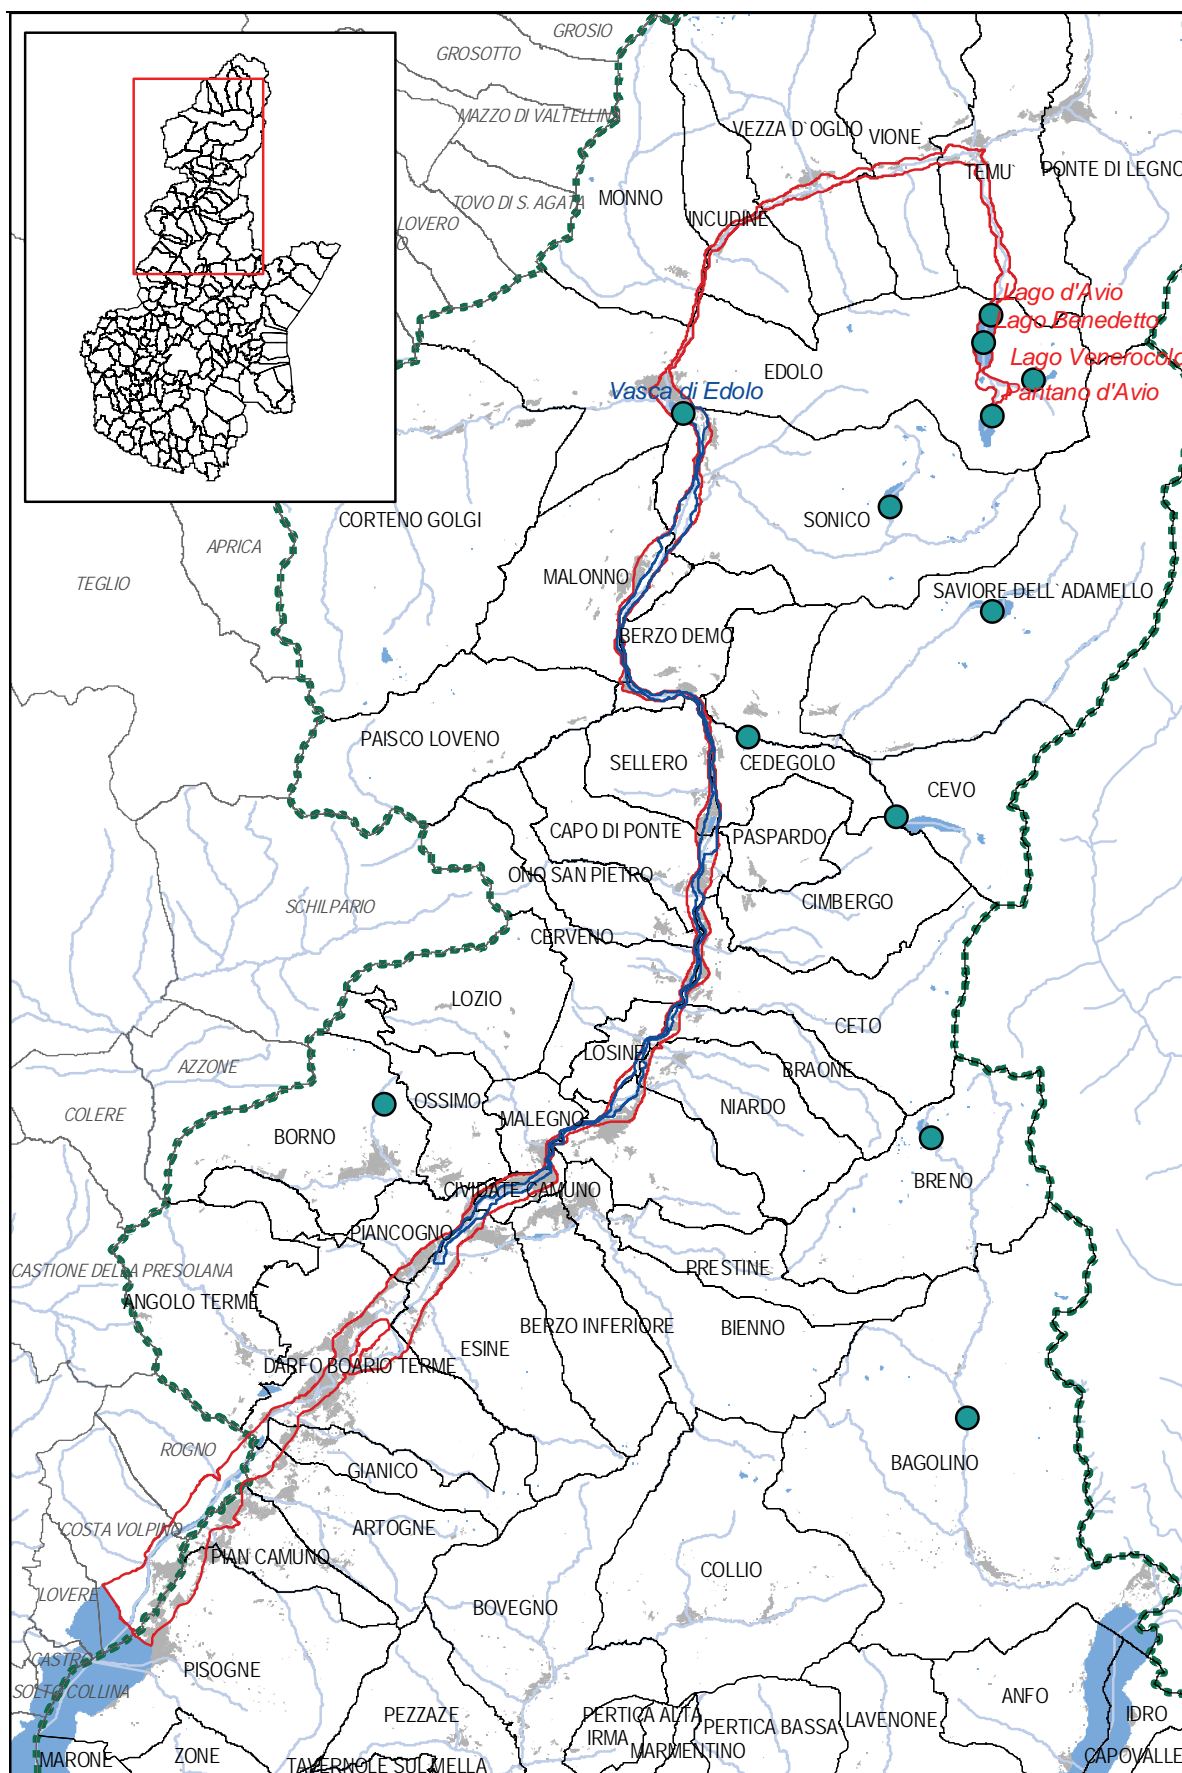 GROSIO
GROSOTTO
MAZZO DI VALTELLINA
VEZZA D`OGLIO
VIONE
TEMU`
PONTE DI LEGNO
TOVO DI S. AGATA
MONNO
LOVERO
INCUDINE
Lago d'Avio
Lago Benedetto
Lago Venerocolo
EDOLO
Vasca di Edolo
Pantano d'Avio
CORTENO GOLGI
SONICO
APRICA
TEGLIO
MALONNO
SAVIORE DELL`ADAMELLO
BERZO DEMO
PAISCO LOVENO
SELLERO
CEDEGOLO
CEVO
CAPO DI PONTE
PASPARDO
ONO SAN PIETRO
CIMBERGO
SCHILPARIO
CERVENO
LOZIO
CETO
LOSINE
BRAONE
AZZONE
OSSIMO
NIARDO
COLERE
MALEGNO
BORNO
BRENO
CIVIDATE CAMUNO
PIANCOGNO
CASTIONE DELLA PRESOLANA
PRESTINE
ANGOLO TERME
BERZO INFERIORE
BIENNO
ESINE
DARFO BOARIO TERME
ROGNO
GIANICO
BAGOLINO
COSTA VOLPINO
ARTOGNE
PIAN CAMUNO
COLLIO
LOVERE
BOVEGNO
CASTRO
PISOGNE
SOLTO COLLINA
ANFO
PEZZAZE
PERTICA ALTA
LAVENONE
IDRO
IRMA
PERTICA BASSA
MARMENTINO
MARONE
ZONE
TAVERNOLE SUL MELLA
CAPOVALLE